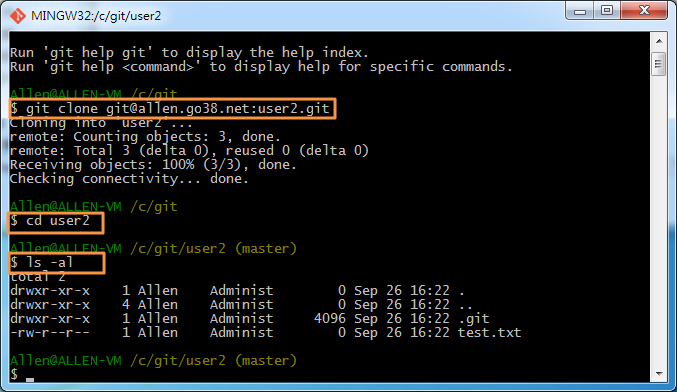 MINGW32:/c/git/user2
Run 'git help git' to display the help index.
Run 'git help <command>' to display help for specific commands.
Allen@ALLEN-VM /c/git
$ git clone git@allen.go38.net:user2.git
Cloning into 'user2'...
remote: Counting objects: 3, done.
remote: Total 3 (delta 0), reused 0 (delta 0)
Receiving objects: 100% (3/3), done.
Checking connectivity... done.
Allen@ALLEN-VM /c/git
$ cd user2
Allen@ALLEN-VM /c/git/user2 (master)
$ ls -al
total 2
drwxr-xr-x    1 Allen    Administ        0 Sep 26 16:22 .
drwxr-xr-x    4 Allen    Administ        0 Sep 26 16:22 ..
drwxr-xr-x    1 Allen    Administ     4096 Sep 26 16:22 .git
-rw-r--r--    1 Allen    Administ        0 Sep 26 16:22 test.txt
Allen@ALLEN-VM /c/git/user2 (master)
$